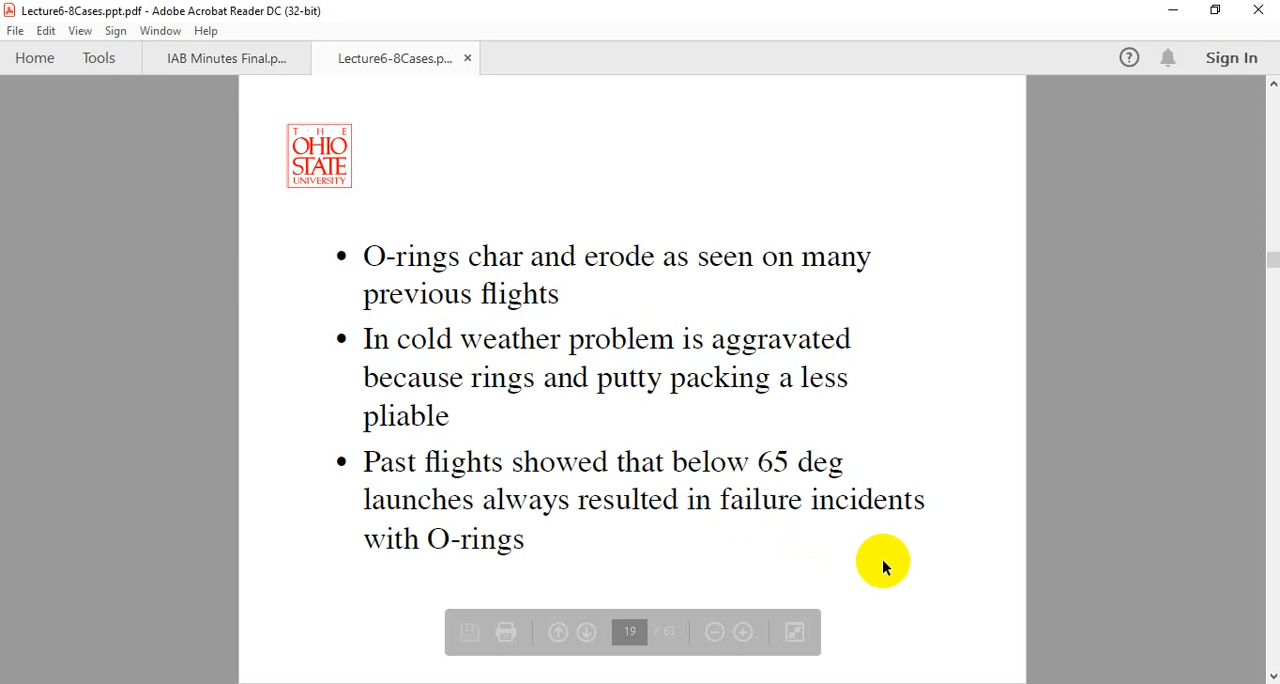 Lecture6-8Cases.ppt.pdf - Adobe Acrobat Reader DC (32-bit)
File Edit View Sign Window Help
Home Tools IAB Minutes Final.p... Lecture6-8Cases.p... × Sign In
T · H · E
OHIO
STATE
UNIVERSITY
• O-rings char and erode as seen on many
previous flights
• In cold weather problem is aggravated
because rings and putty packing a less
pliable
• Past flights showed that below 65 deg
launches always resulted in failure incidents
with O-rings
19